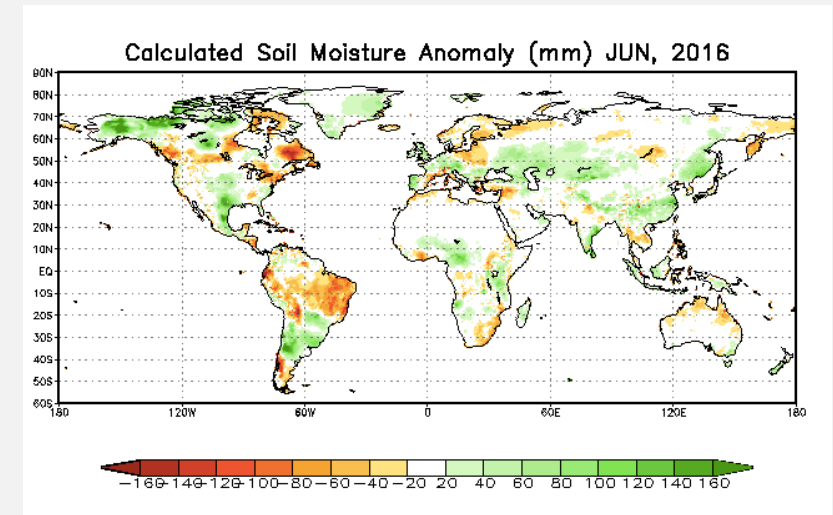 Calculated Soil Moisture Anomaly (mm) JUN, 2016
90N
80N
70N
60N
50N
40N
30N
20N
10N
EQ
10S
20S
30S
40S
50S
60S
180 120W 60W 0 60E 120E 180
-160 -140 -120 -100 -80 -60 -40 -20 20 40 60 80 100 120 140 160